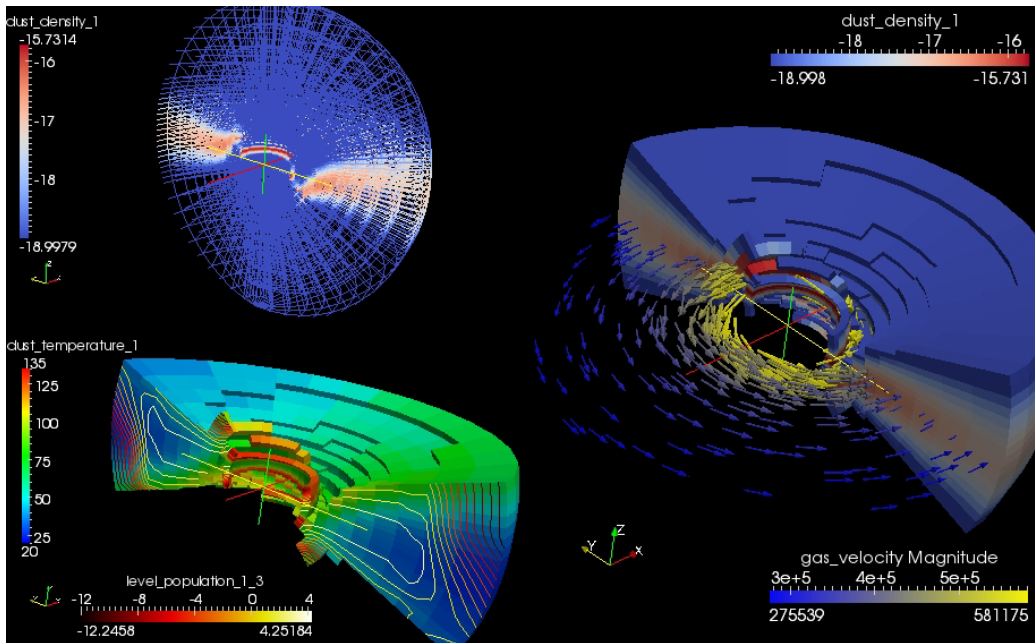 dust_density_1
-15.7314
-16
-17
-18
-18.9979
Z
dust_density_1
-18 -17 -16
-18.998 -15.731
dust_temperature_1
135
125
100
75
50
25
20
level_population_1_3
-12 -8 -4 0 4
-12.2458 4.25184
Z
Y X
gas_velocity Magnitude
3e+5 4e+5 5e+5
275539 581175